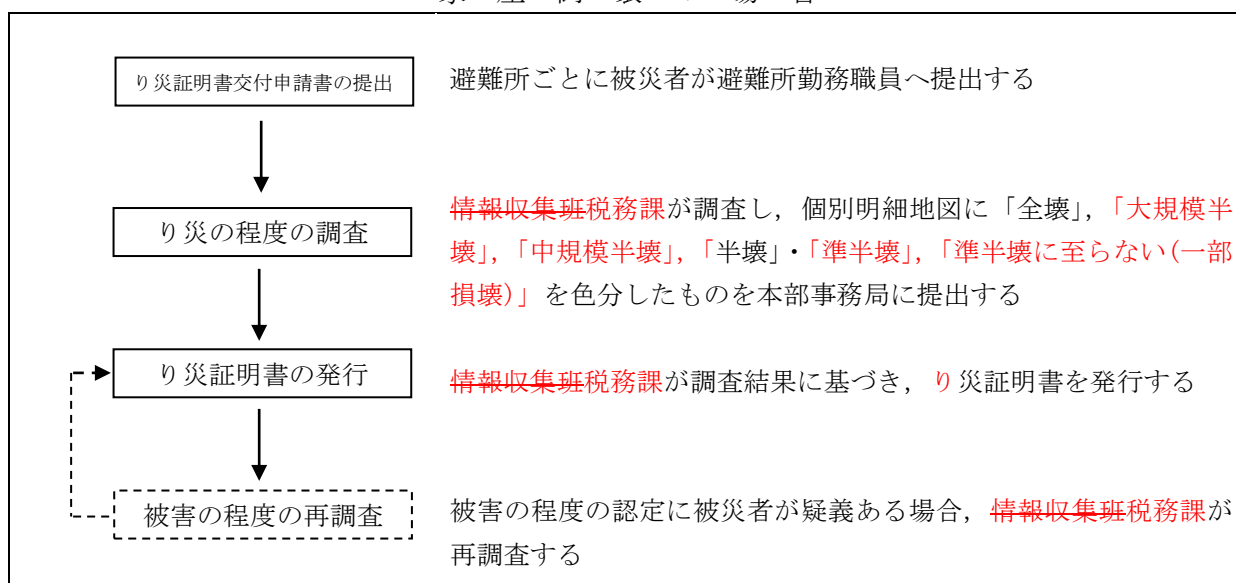 り災証明書交付申請書の提出
避難所ごとに被災者が避難所勤務職員へ提出する
り災の程度の調査
情報収集班税務課が調査し，個別明細地図に「全壊」，「大規模半
壊」，「中規模半壊」，「半壊」・「準半壊」，「準半壊に至らない(一部
損壊)」を色分したものを本部事務局に提出する
り災証明書の発行
情報収集班税務課が調査結果に基づき，り災証明書を発行する
被害の程度の再調査
被害の程度の認定に被災者が疑義ある場合，情報収集班税務課が
再調査する